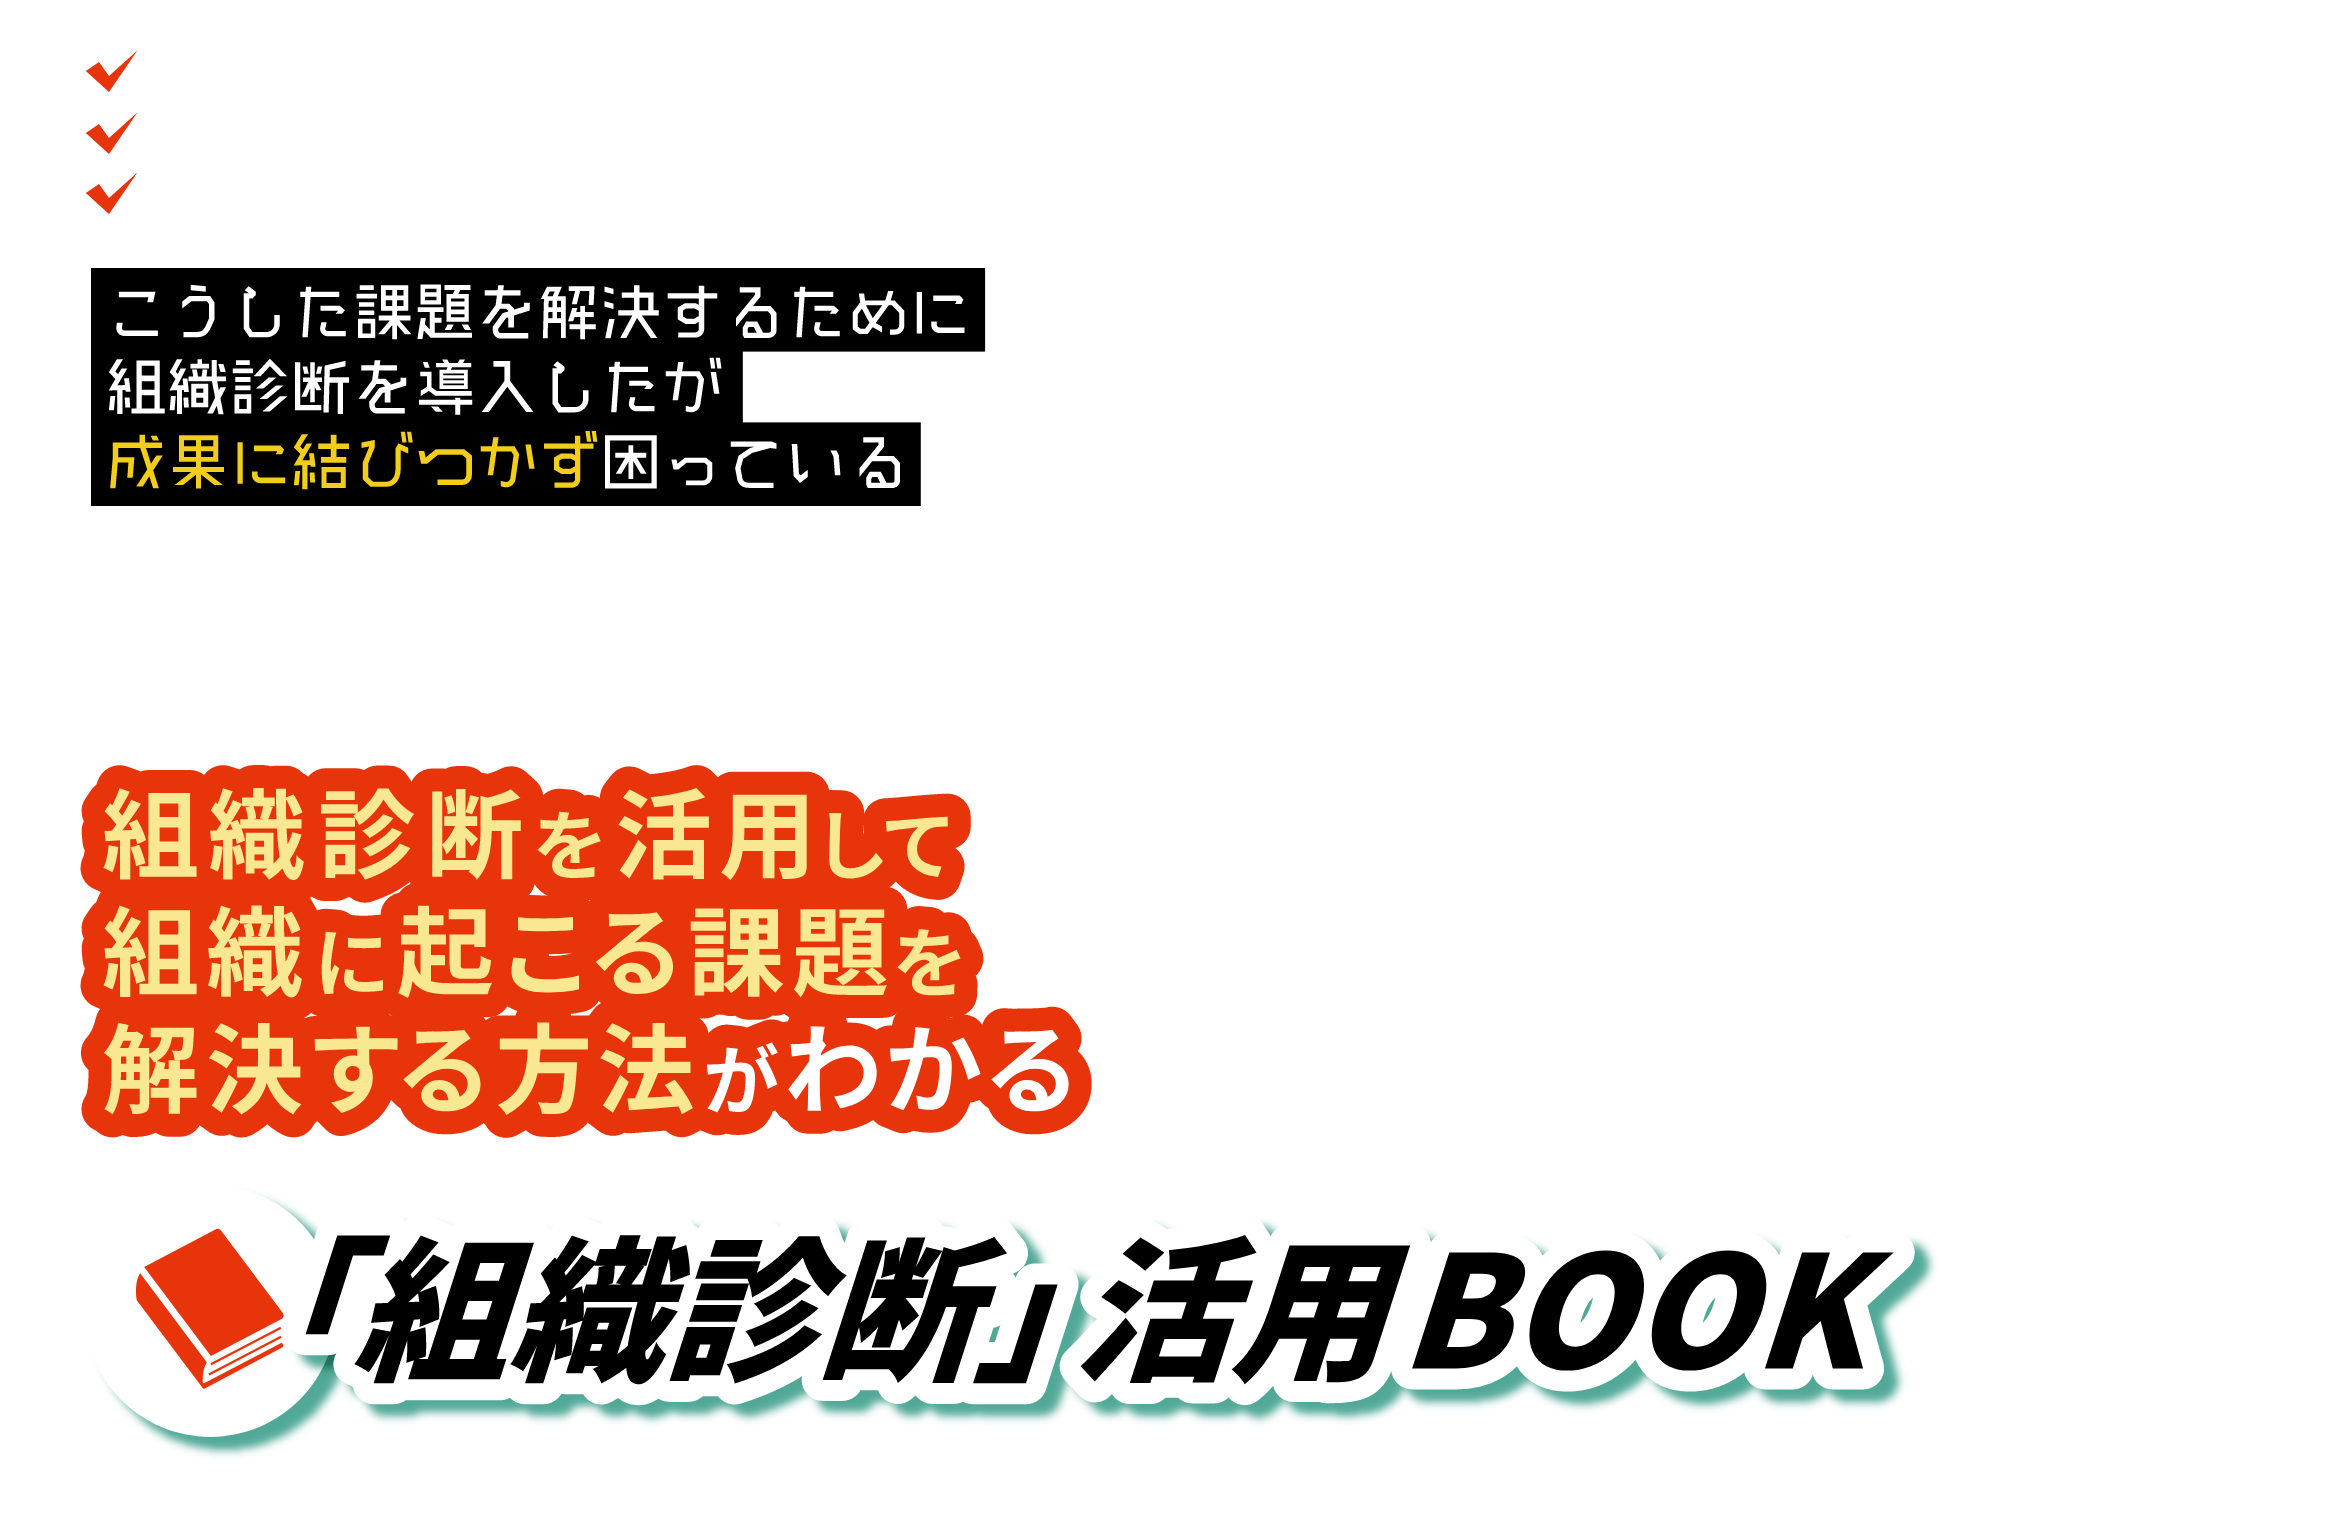 こうした課題を解決するために
組織診断を導入したが
成果に結びつかず困っている
組織診断を活用して
組織に起こる課題を
解決する方法がわかる
「組織診断」活用BOOK